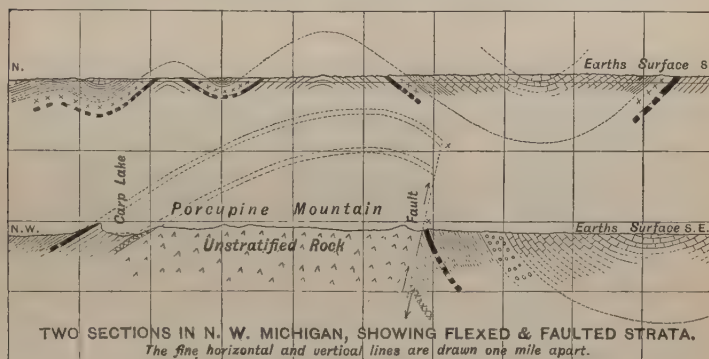 N. Earths Surface S
Carp Lake
Porcupine Mountain
Fault
N.W. Earths Surface S.E.
Unstratified Rock
TWO SECTIONS IN N. W. MICHIGAN, SHOWING FLEXED & FAULTED STRATA.
The fine horizontal and vertical lines are drawn one mile apart.